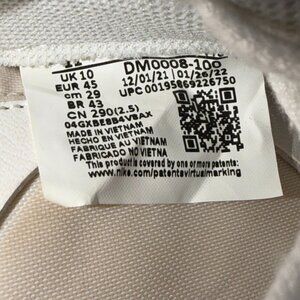 UK 10 DM0008-100
EUR 45 12/01/21 01/26/22
cm 29 UPC 00195869226750
BR 43
CN 290(2.5)
04GXBE8B4VBAX
MADE IN VIETNAM
HECHO EN VIETNAM
FABRIQUE AU VIETNAM
FABRICADO NO VIETNA
This product is covered by one or more patents:
www.nike.com/patentsvirtualmarking